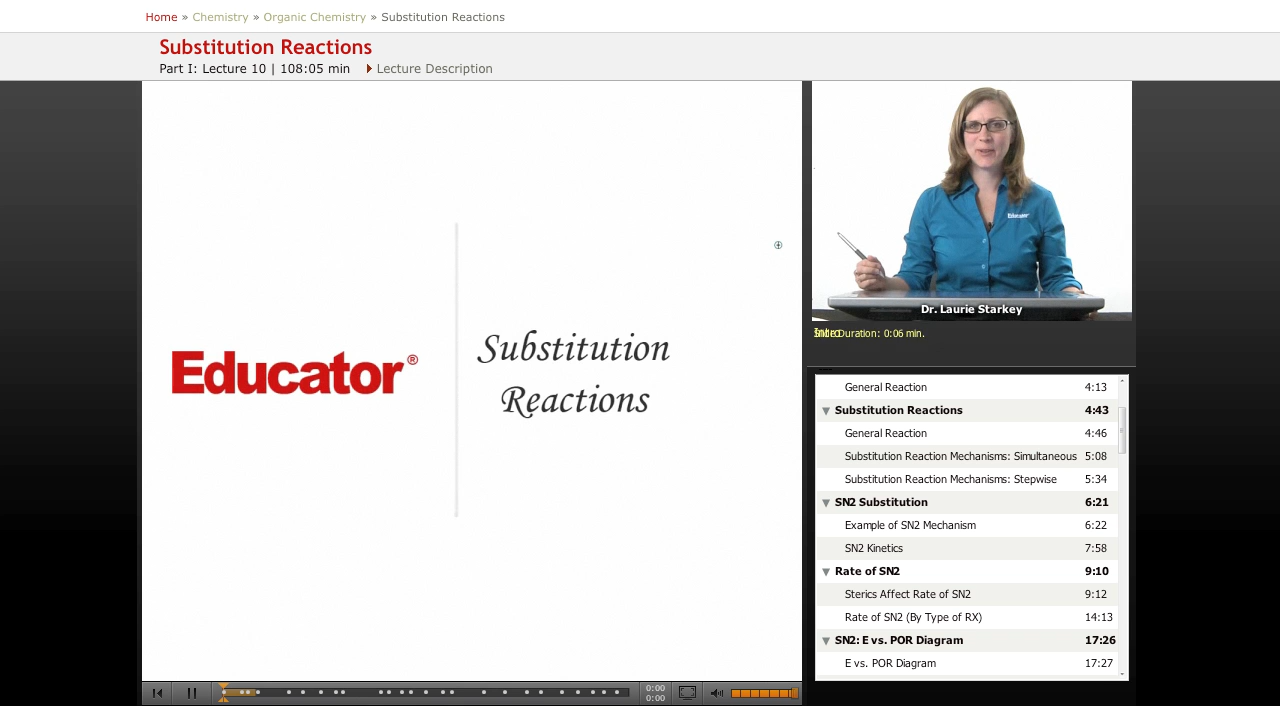 Home » Chemistry » Organic Chemistry » Substitution Reactions
Substitution Reactions
Part I: Lecture 10 | 108:05 min Lecture Description
Educator®
Substitution
Reactions
Educator
Dr. Laurie Starkey
Duration: 0:06 min.
General Reaction 4:13
Substitution Reactions 4:43
General Reaction 4:46
Substitution Reaction Mechanisms: Simultaneous 5:08
Substitution Reaction Mechanisms: Stepwise 5:34
SN2 Substitution 6:21
Example of SN2 Mechanism 6:22
SN2 Kinetics 7:58
Rate of SN2 9:10
Sterics Affect Rate of SN2 9:12
Rate of SN2 (By Type of RX) 14:13
SN2: E vs. POR Diagram 17:26
E vs. POR Diagram 17:27
0:00
0:00